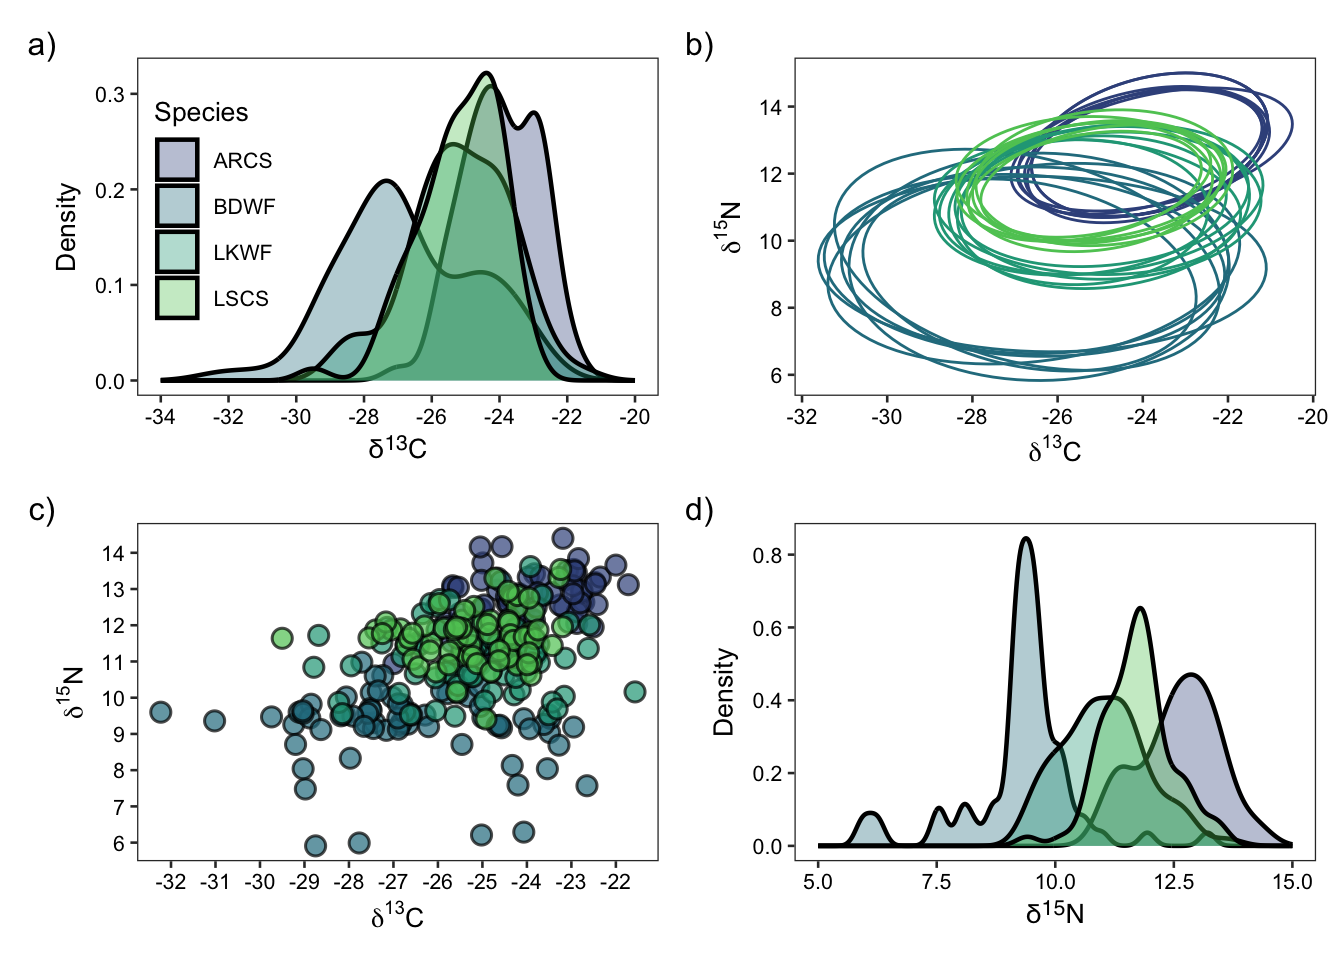 a)
Species
ARCS
BDWF
LKWF
LSCS
Density
0.3
0.2
0.1
0.0
-34 -32 -30 -28 -26 -24 -22 -20
δ¹³C
b)
δ¹⁵N
14
12
10
8
6
-32 -30 -28 -26 -24 -22 -20
δ¹³C
c)
δ¹⁵N
14
13
12
11
10
9
8
7
6
-32 -31 -30 -29 -28 -27 -26 -25 -24 -23 -22
δ¹³C
d)
Density
0.8
0.6
0.4
0.2
0.0
5.0 7.5 10.0 12.5 15.0
δ¹⁵N